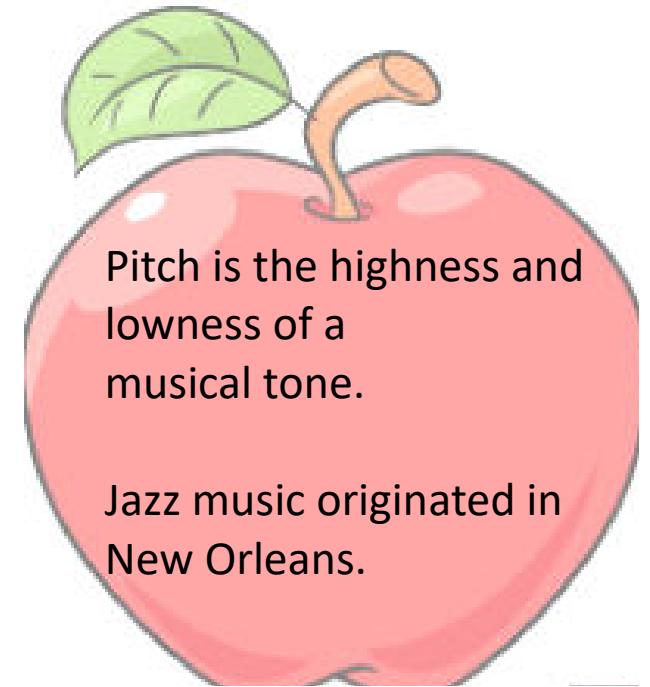 Pitch is the highness and
lowness of a
musical tone.
Jazz music originated in
New Orleans.